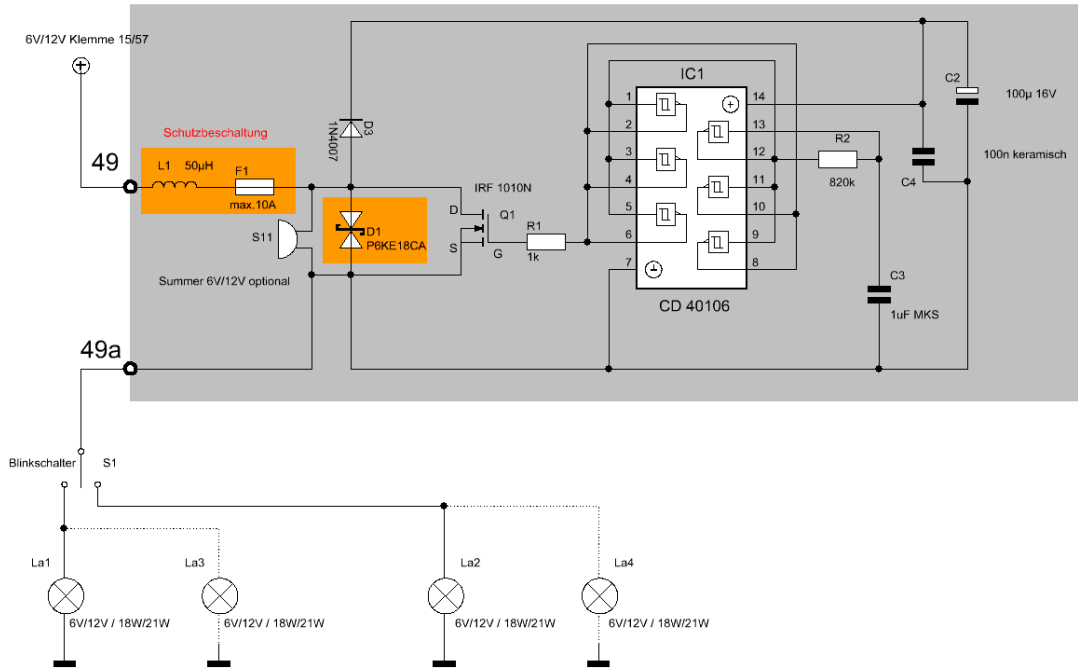 6V/12V Klemme 15/57
Schutzbeschaltung
49
L1 50µH
F1
max.10A
1N4007
D3
S11
Summer 6V/12V optional
D1
P6KE18CA
IRF 1010N
D
Q1
S
G
R1
1k
IC1
1
2
3
4
5
6
7
14
13
12
11
10
9
8
CD 40106
R2
820k
C2
100µ 16V
100n keramisch
C4
C3
1uF MKS
49a
Blinkschalter S1
La1
La3
La2
La4
6V/12V / 18W/21W
6V/12V / 18W/21W
6V/12V / 18W/21W
6V/12V / 18W/21W